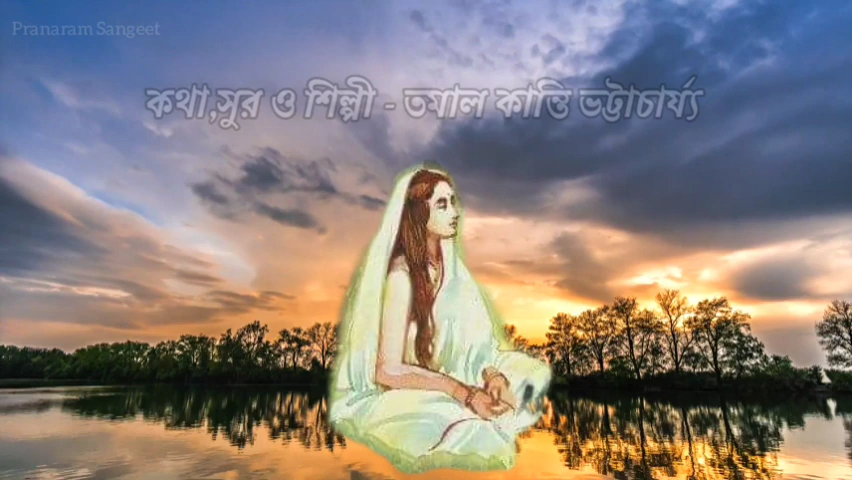 Pranaram Sangeet
কথা,সুর ও শিল্পী - তমাল কান্তি ভট্টাচার্য্য